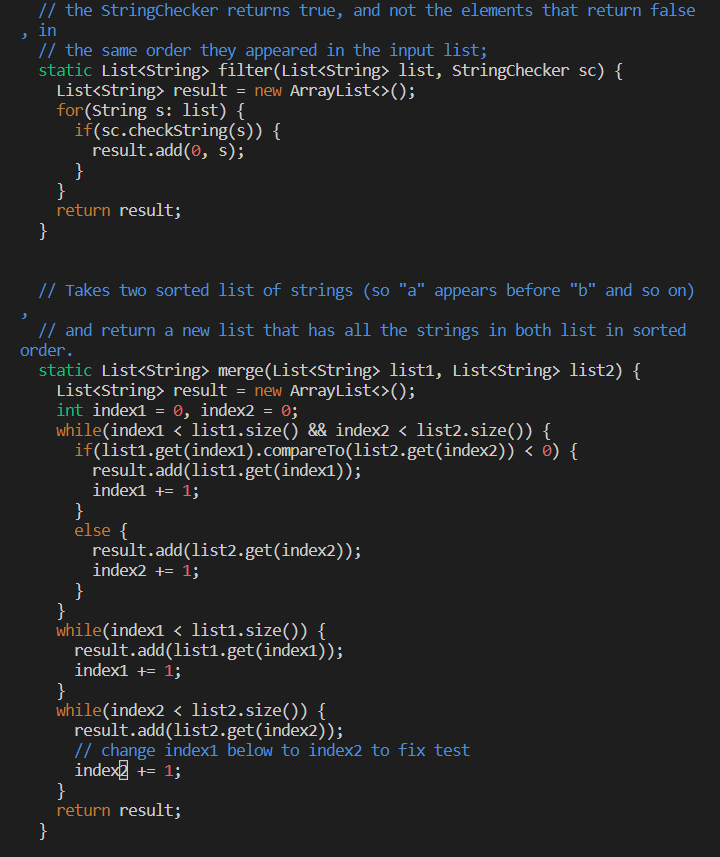 // the StringChecker returns true, and not the elements that return false
, in
// the same order they appeared in the input list;
static List<String> filter(List<String> list, StringChecker sc) {
List<String> result = new ArrayList<>();
for(String s: list) {
if(sc.checkString(s)) {
result.add(0, s);
}
}
return result;
}
// Takes two sorted list of strings (so "a" appears before "b" and so on)
,
// and return a new list that has all the strings in both list in sorted
order.
static List<String> merge(List<String> list1, List<String> list2) {
List<String> result = new ArrayList<>();
int index1 = 0, index2 = 0;
while(index1 < list1.size() && index2 < list2.size()) {
if(list1.get(index1).compareTo(list2.get(index2)) < 0) {
result.add(list1.get(index1));
index1 += 1;
}
else {
result.add(list2.get(index2));
index2 += 1;
}
}
while(index1 < list1.size()) {
result.add(list1.get(index1));
index1 += 1;
}
while(index2 < list2.size()) {
result.add(list2.get(index2));
// change index1 below to index2 to fix test
index2 += 1;
}
return result;
}